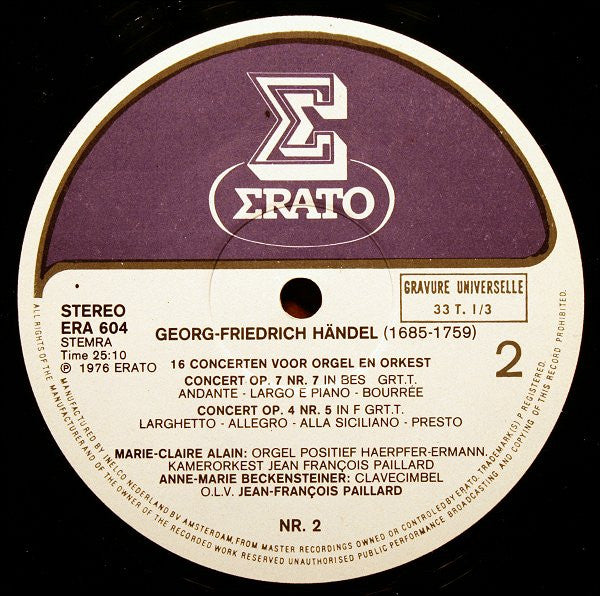 Σ
ΣRATO
GRAVURE UNIVERSELLE
33 T. 1/3
STEREO
ERA 604
STEMRA
Time 25:10
℗ 1976 ERATO
GEORG-FRIEDRICH HÄNDEL (1685-1759)
2
16 CONCERTEN VOOR ORGEL EN ORKEST
CONCERT OP. 7 NR. 7 IN BES GRT.T.
ANDANTE - LARGO E PIANO - BOURRÉE
CONCERT OP. 4 NR. 5 IN F GRT.T.
LARGHETTO - ALLEGRO - ALLA SICILIANO - PRESTO
MARIE-CLAIRE ALAIN: ORGEL POSITIEF HAERPFER-ERMANN.
KAMERORKEST JEAN FRANÇOIS PAILLARD
ANNE-MARIE BECKENSTEINER: CLAVECIMBEL
O.L.V. JEAN-FRANÇOIS PAILLARD
NR. 2
MANUFACTURED BY INELCO NEDERLAND BV AMSTERDAM, FROM MASTER RECORDINGS OWNED OR CONTROLED BY ERATO, TRADEMARK(S), P REGISTERED.
ALL RIGHTS OF THE MANUFACTURER AND OF THE OWNER OF THE RECORDED WORK RESERVED UNAUTHORISED PUBLIC PERFORMANCE BROADCASTING AND COPYING OF THIS RECORD PROHIBITED.